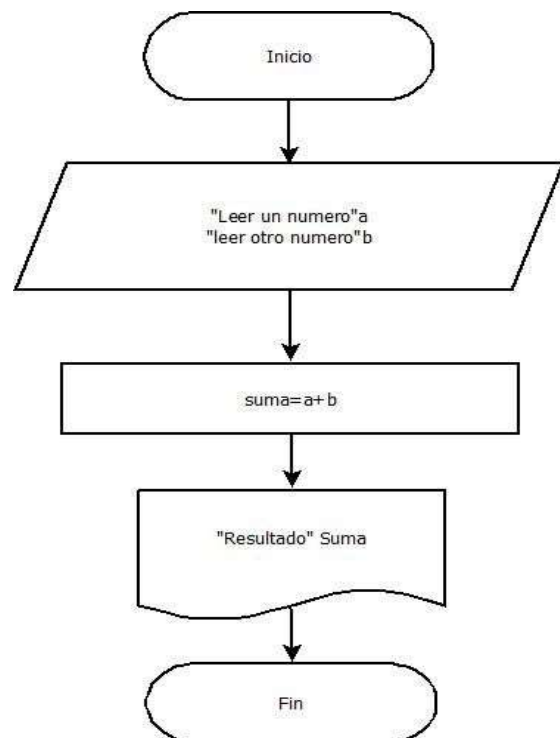 Inicio
"Leer un numero"a
"leer otro numero"b
suma=a+b
"Resultado" Suma
Fin